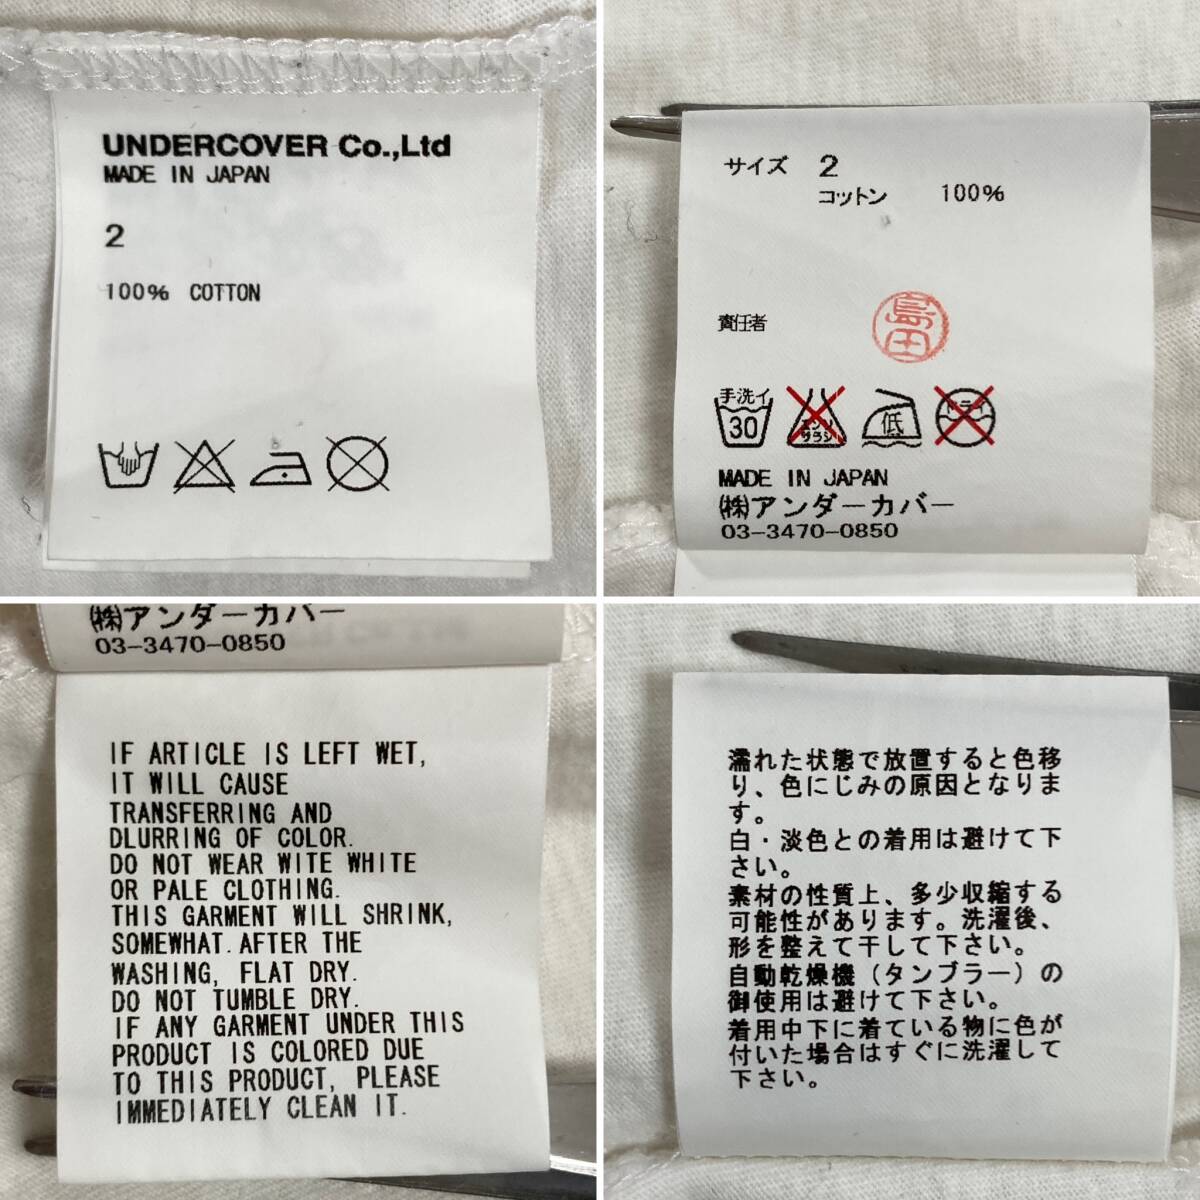 UNDERCOVER Co.,Ltd
MADE IN JAPAN
2
100% COTTON
サイズ 2
コットン 100%
責任者
島田
手洗イ
30
エンソ
サラシ
低
ドライ
MADE IN JAPAN
㈱アンダーカバー
03-3470-0850
㈱アンダーカバー
03-3470-0850
IF ARTICLE IS LEFT WET,
IT WILL CAUSE
TRANSFERRING AND
DLURRING OF COLOR.
DO NOT WEAR WITE WHITE
OR PALE CLOTHING.
THIS GARMENT WILL SHRINK,
SOMEWHAT.AFTER THE
WASHING, FLAT DRY.
DO NOT TUMBLE DRY.
IF ANY GARMENT UNDER THIS
PRODUCT IS COLORED DUE
TO THIS PRODUCT, PLEASE
IMMEDIATELY CLEAN IT.
濡れた状態で放置すると色移
り、色にじみの原因となりま
す。
白・淡色との着用は避けて下
さい。
素材の性質上、多少収縮する
可能性があります。洗濯後、
形を整えて干して下さい。
自動乾燥機（タンブラー）の
御使用は避けて下さい。
着用中下に着ている物に色が
付いた場合はすぐに洗濯して
下さい。